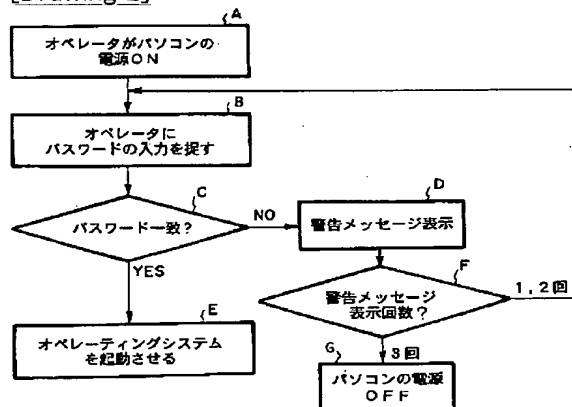 A
オペレータがパソコンの
電源ON
B
オペレータに
パスワードの入力を捉す
C
パスワード一致?
NO
YES
D
警告メッセージ表示
E
オペレーティングシステム
を起動させる
F
警告メッセージ
表示回数?
1,2回
3回
G
パソコンの電源
OFF